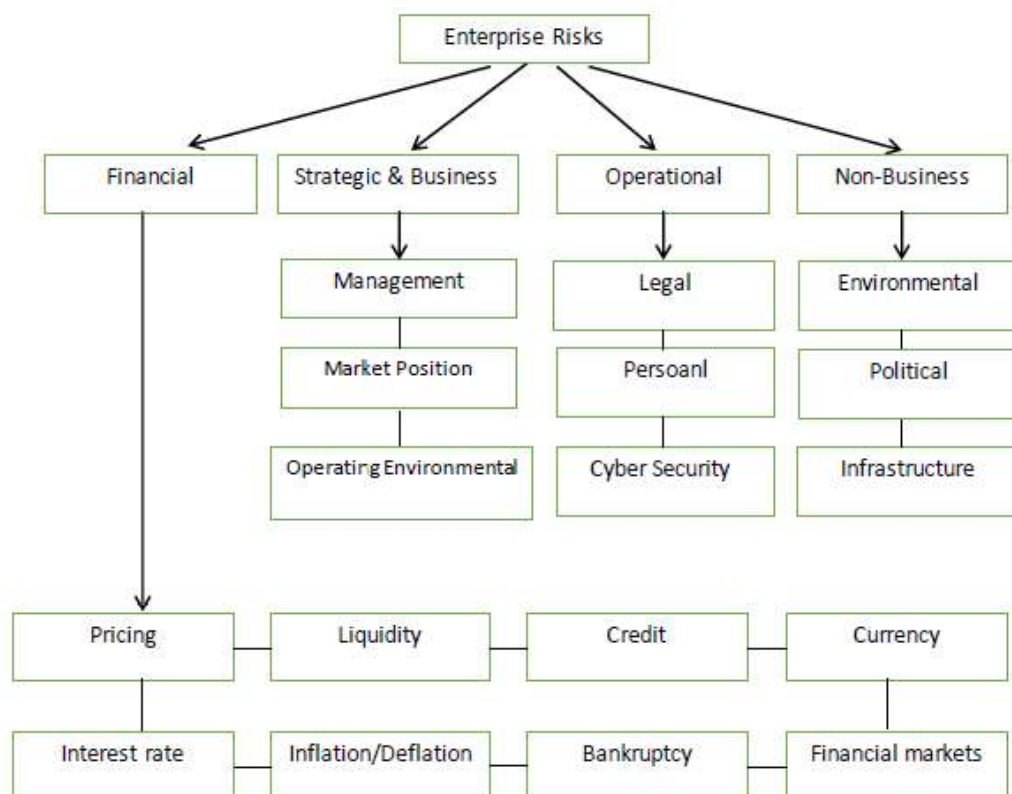 Enterprise Risks
Financial
Strategic & Business
Operational
Non-Business
Management
Legal
Environmental
Market Position
Persoanl
Political
Operating Environmental
Cyber Security
Infrastructure
Pricing
Liquidity
Credit
Currency
Interest rate
Inflation/Deflation
Bankruptcy
Financial markets